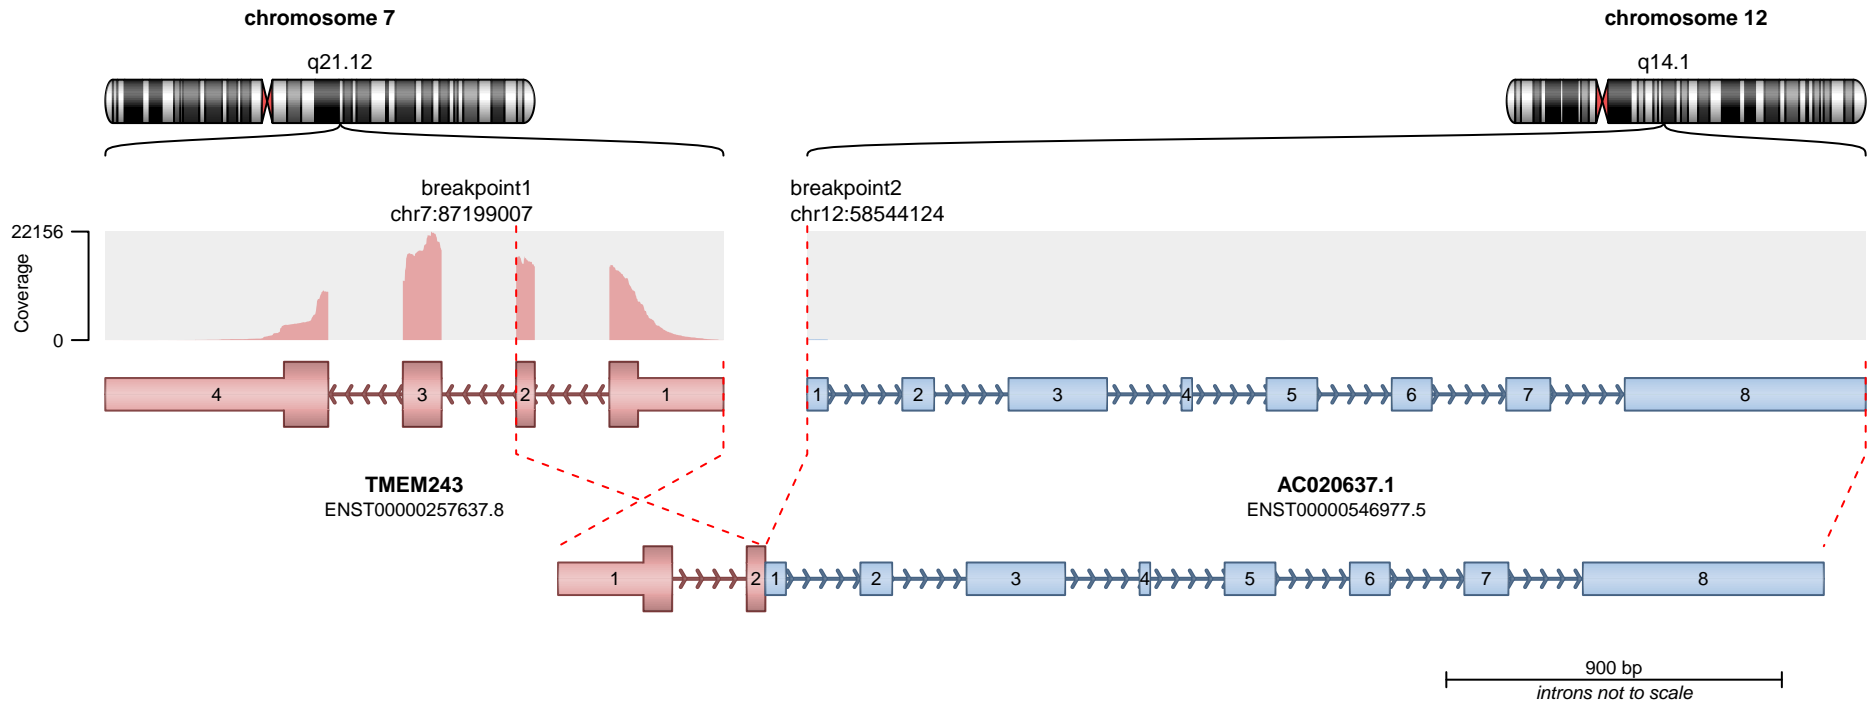 chromosome 7
chromosome 12
q21.12
q14.1
breakpoint1
chr7:87199007
breakpoint2
chr12:58544124
22156
Coverage
0
4
3
2
1
1
2
3
4
5
6
7
8
TMEM243
ENST00000257637.8
AC020637.1
ENST00000546977.5
1
2
1
2
3
4
5
6
7
8
900 bp
introns not to scale